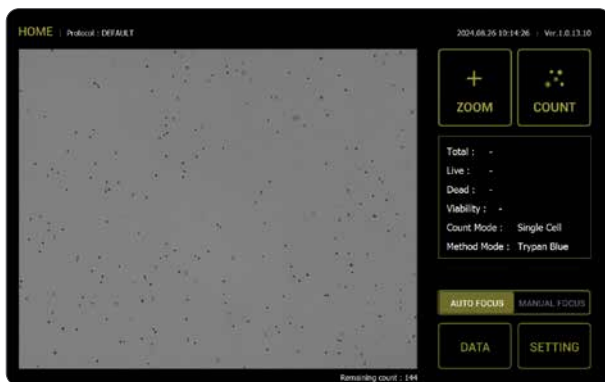 HOME | Protocol : DEFAULT
2024.08.26 10:14:26 | Ver.1.0.13.10
ZOOM
COUNT
Total : -
Live : -
Dead : -
Viability : -
Count Mode : Single Cell
Method Mode : Trypan Blue
AUTO FOCUS
MANUAL FOCUS
DATA
SETTING
Remaining count : 144